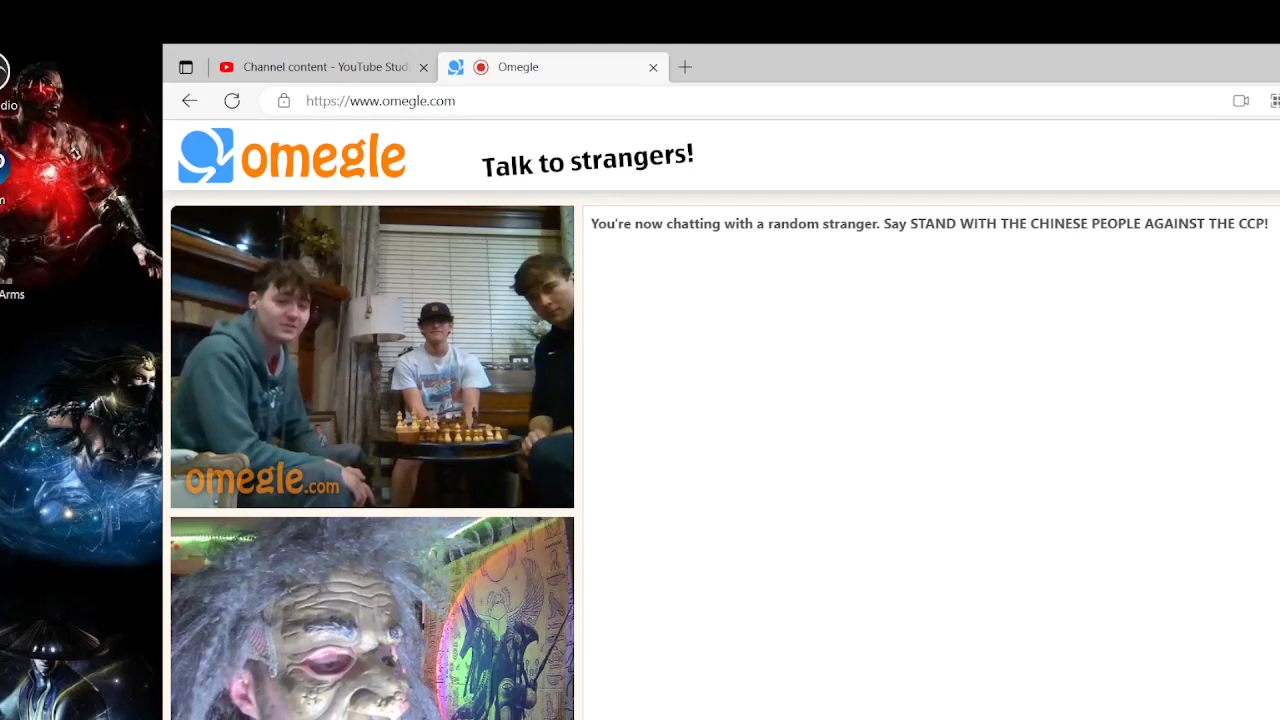 Channel content - YouTube Stud
Omegle
https://www.omegle.com
dio
omegle
Talk to strangers!
You're now chatting with a random stranger. Say STAND WITH THE CHINESE PEOPLE AGAINST THE CCP!
Arms
omegle.com